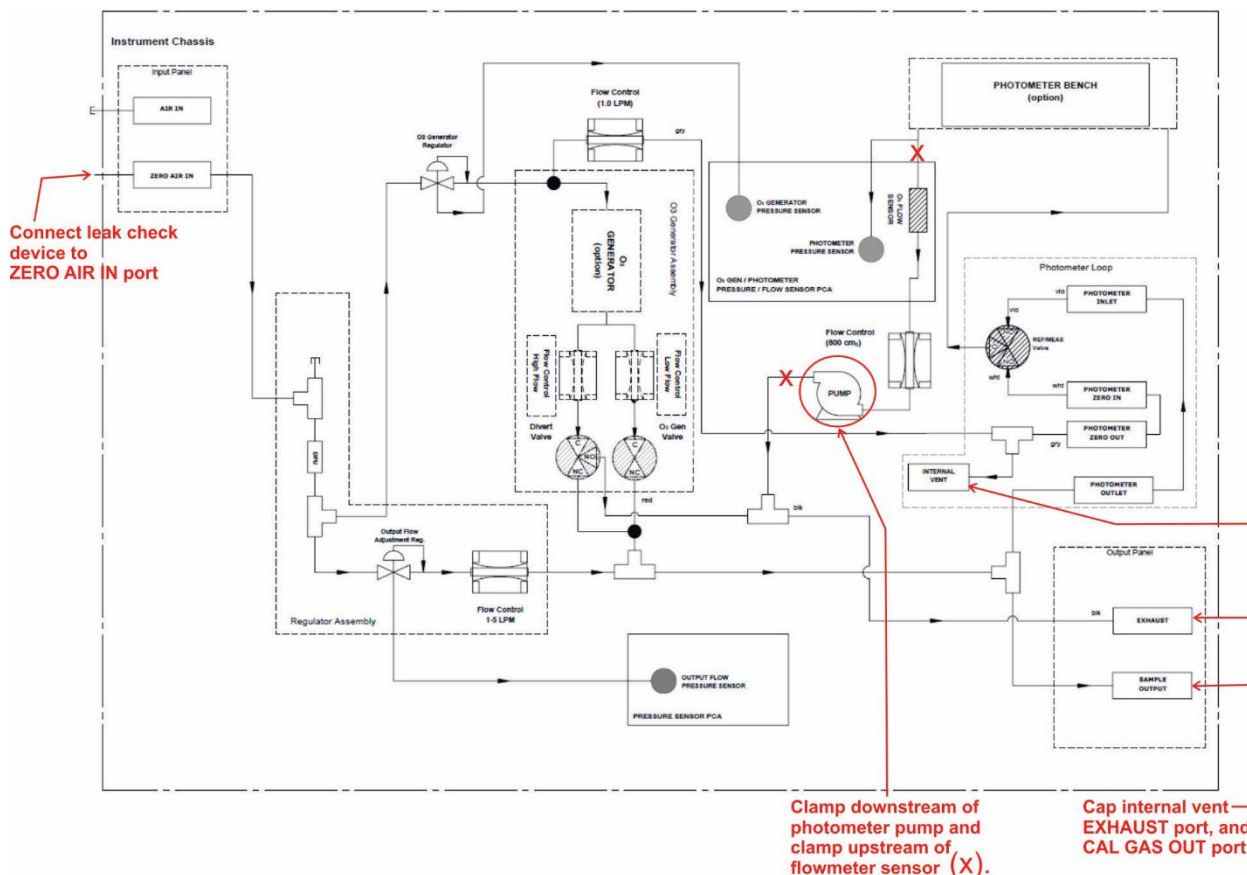 Instrument Chassis
Input Panel
AIR IN
ZERO AIR IN
Connect leak check
device to
ZERO AIR IN port
O3 Generator
Regulator
Flow Control
(1.0 LPM)
gry
PHOTOMETER BENCH
(option)
X
O₃ GENERATOR
PRESSURE SENSOR
O₃ FLOW
SENSOR
PHOTOMETER
PRESSURE SENSOR
O₃ GEN / PHOTOMETER
PRESSURE / FLOW SENSOR PCA
O3 Generator Assembly
O₃
GENERATOR
(option)
Flow Control
High Flow
Flow Control
Low Flow
Divert
Valve
O₃ Gen
Valve
C
NO
NC
C
NC
red
Flow Control
(800 cm₃)
X
PUMP
blk
Photometer Loop
vio
PHOTOMETER
INLET
vio
REF/MEAS
Valve
wht
wht
PHOTOMETER
ZERO IN
gry
PHOTOMETER
ZERO OUT
INTERNAL
VENT
PHOTOMETER
OUTLET
DFU
Output Flow
Adjustment Reg.
Flow Control
1-5 LPM
Regulator Assembly
Output Panel
blk
EXHAUST
SAMPLE
OUTPUT
OUTPUT FLOW
PRESSURE SENSOR
PRESSURE SENSOR PCA
Clamp downstream of
photometer pump and
clamp upstream of
flowmeter sensor (X).
Cap internal vent
EXHAUST port, and
CAL GAS OUT port